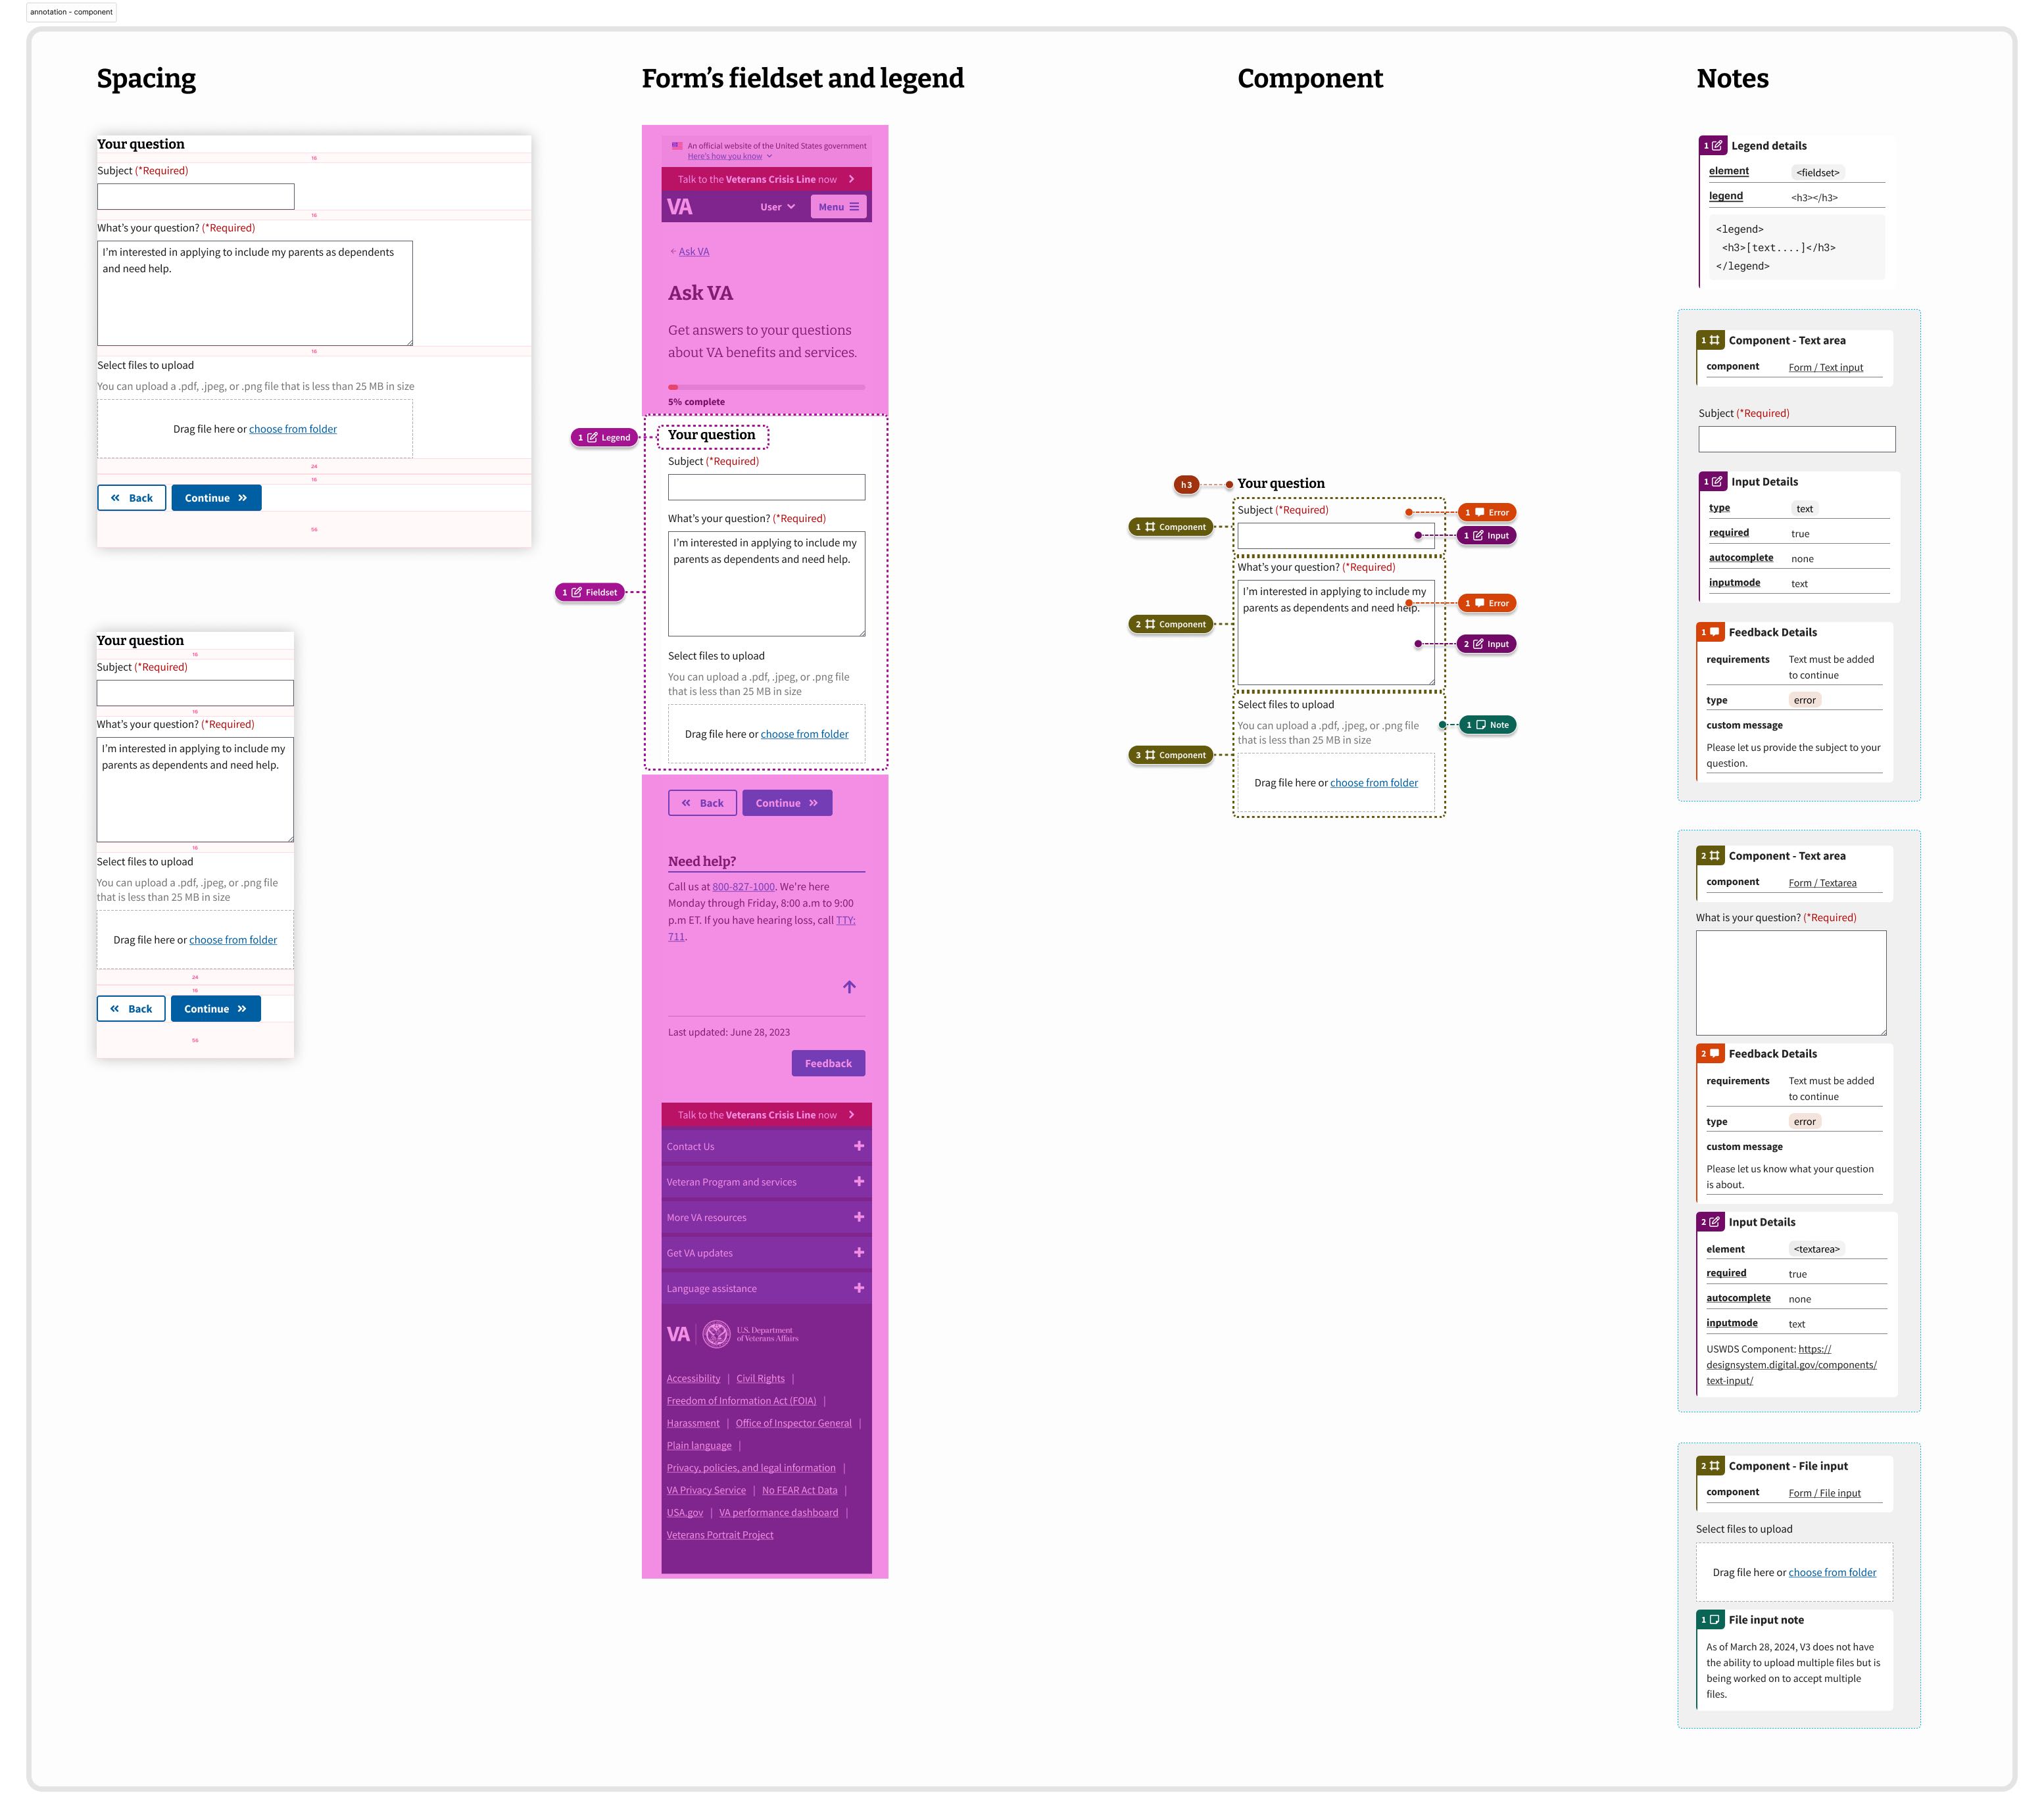 annotation - component
Spacing
Your question
16
Subject (*Required)
16
What's your question? (*Required)
I'm interested in applying to include my parents as dependents
and need help.
16
Select files to upload
You can upload a .pdf, .jpeg, or .png file that is less than 25 MB in size
Drag file here or choose from folder
24
16
Back
Continue
56
Your question
16
Subject (*Required)
16
What's your question? (*Required)
I'm interested in applying to include my
parents as dependents and need help.
16
Select files to upload
You can upload a .pdf, .jpeg, or .png file
that is less than 25 MB in size
Drag file here or choose from folder
24
16
Back
Continue
56
Form's fieldset and legend
An official website of the United States government
Here's how you know
Talk to the Veterans Crisis Line now
VA
User
Menu
Ask VA
Ask VA
Get answers to your questions
about VA benefits and services.
5% complete
1 Legend
Your question
Subject (*Required)
What's your question? (*Required)
I'm interested in applying to include my
parents as dependents and need help.
1 Fieldset
Select files to upload
You can upload a .pdf, .jpeg, or .png file
that is less than 25 MB in size
Drag file here or choose from folder
Back
Continue
Need help?
Call us at 800-827-1000. We're here
Monday through Friday, 8:00 a.m to 9:00
p.m ET. If you have hearing loss, call TTY:
711.
Last updated: June 28, 2023
Feedback
Talk to the Veterans Crisis Line now
Contact Us
Veteran Program and services
More VA resources
Get VA updates
Language assistance
VA
U.S. Department
of Veterans Affairs
Accessibility | Civil Rights |
Freedom of Information Act (FOIA) |
Harassment | Office of Inspector General |
Plain language |
Privacy, policies, and legal information |
VA Privacy Service | No FEAR Act Data |
USA.gov | VA performance dashboard |
Veterans Portrait Project
Component
h3
Your question
1 Component
Subject (*Required)
1 Error
1 Input
2 Component
What's your question? (*Required)
I'm interested in applying to include my
parents as dependents and need help.
1 Error
2 Input
3 Component
Select files to upload
You can upload a .pdf, .jpeg, or .png file
that is less than 25 MB in size
1 Note
Drag file here or choose from folder
Notes
1 Legend details
element <fieldset>
legend <h3></h3>
<legend>
<h3>[text....]</h3>
</legend>
1 Component - Text area
component Form / Text input
Subject (*Required)
1 Input Details
type text
required true
autocomplete none
inputmode text
1 Feedback Details
requirements Text must be added
to continue
type error
custom message
Please let us provide the subject to your
question.
2 Component - Text area
component Form / Textarea
What is your question? (*Required)
2 Feedback Details
requirements Text must be added
to continue
type error
custom message
Please let us know what your question
is about.
2 Input Details
element <textarea>
required true
autocomplete none
inputmode text
USWDS Component: https://
designsystem.digital.gov/components/
text-input/
2 Component - File input
component Form / File input
Select files to upload
Drag file here or choose from folder
1 File input note
As of March 28, 2024, V3 does not have
the ability to upload multiple files but is
being worked on to accept multiple
files.